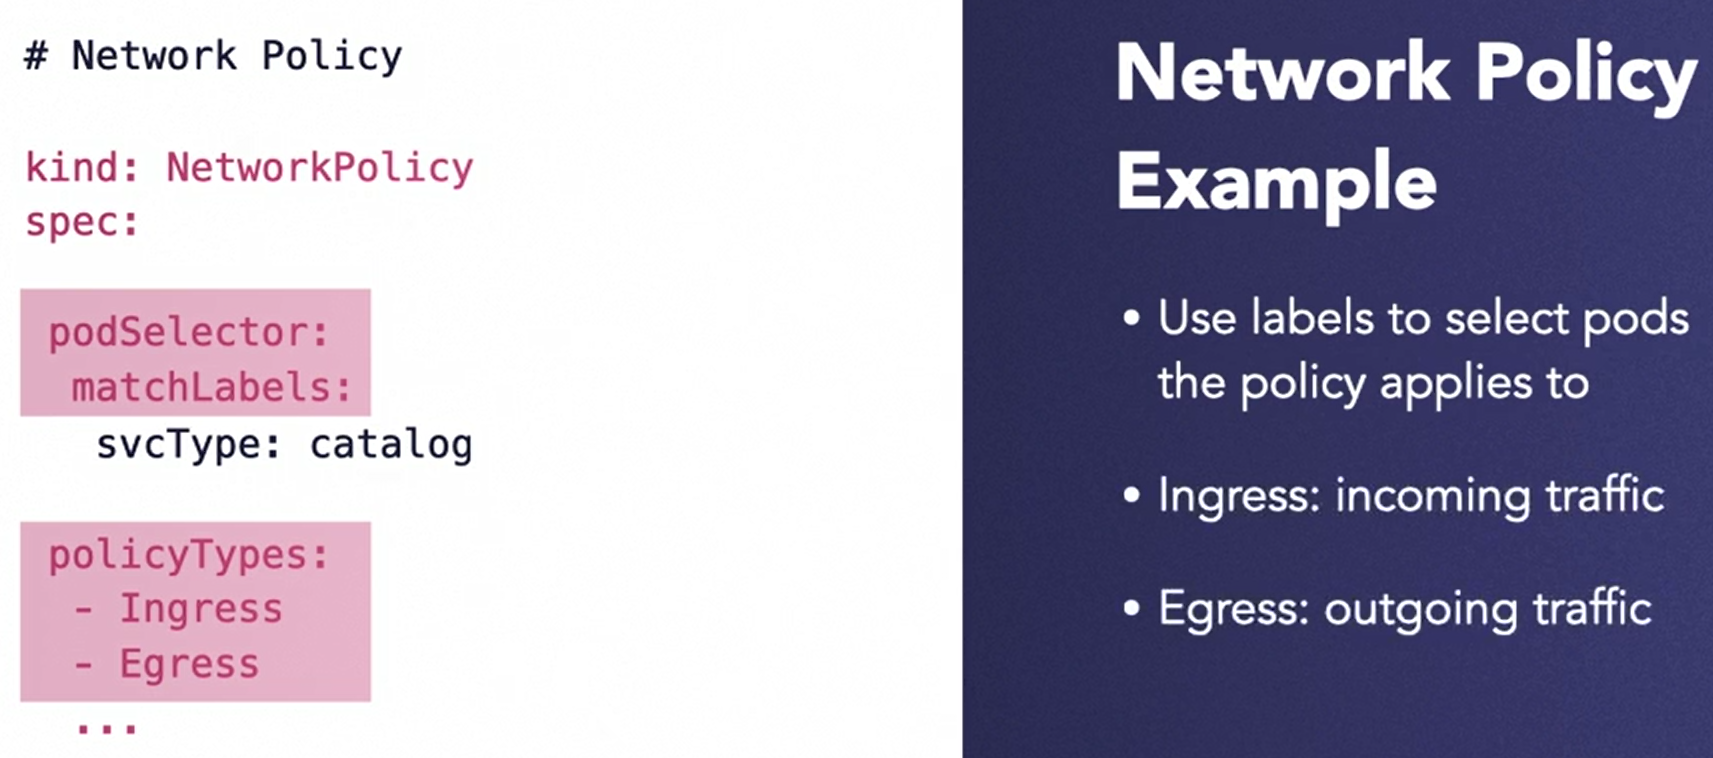 # Network Policy
kind: NetworkPolicy
spec:
podSelector:
matchLabels:
svcType: catalog
policyTypes:
- Ingress
- Egress
...
Network Policy
Example
• Use labels to select pods
the policy applies to
• Ingress: incoming traffic
• Egress: outgoing traffic